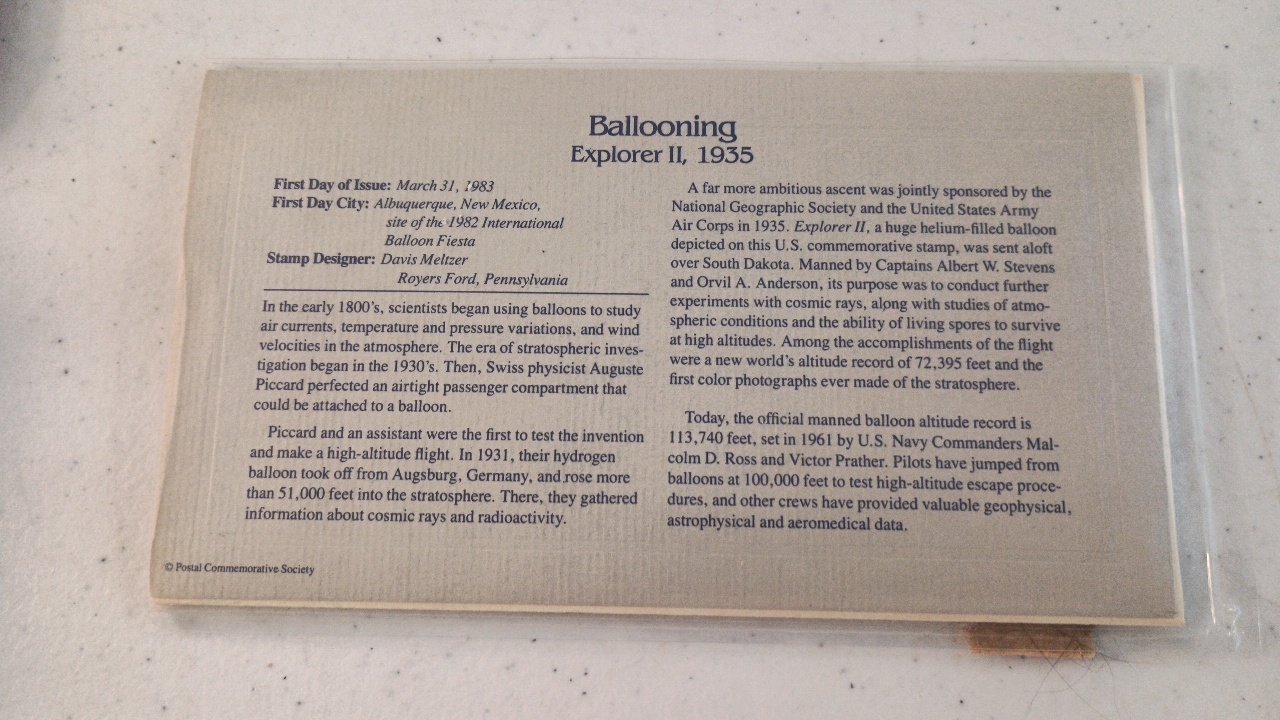 Ballooning
Explorer II, 1935
First Day of Issue: March 31, 1983
First Day City: Albuquerque, New Mexico,
site of the 1982 International
Balloon Fiesta
Stamp Designer: Davis Meltzer
Royers Ford, Pennsylvania
In the early 1800's, scientists began using balloons to study
air currents, temperature and pressure variations, and wind
velocities in the atmosphere. The era of stratospheric inves-
tigation began in the 1930's. Then, Swiss physicist Auguste
Piccard perfected an airtight passenger compartment that
could be attached to a balloon.
Piccard and an assistant were the first to test the invention
and make a high-altitude flight. In 1931, their hydrogen
balloon took off from Augsburg, Germany, and rose more
than 51,000 feet into the stratosphere. There, they gathered
information about cosmic rays and radioactivity.
A far more ambitious ascent was jointly sponsored by the
National Geographic Society and the United States Army
Air Corps in 1935. Explorer II, a huge helium-filled balloon
depicted on this U.S. commemorative stamp, was sent aloft
over South Dakota. Manned by Captains Albert W. Stevens
and Orvil A. Anderson, its purpose was to conduct further
experiments with cosmic rays, along with studies of atmo-
spheric conditions and the ability of living spores to survive
at high altitudes. Among the accomplishments of the flight
were a new world's altitude record of 72,395 feet and the
first color photographs ever made of the stratosphere.
Today, the official manned balloon altitude record is
113,740 feet, set in 1961 by U.S. Navy Commanders Mal-
colm D. Ross and Victor Prather. Pilots have jumped from
balloons at 100,000 feet to test high-altitude escape proce-
dures, and other crews have provided valuable geophysical,
astrophysical and aeromedical data.
© Postal Commemorative Society